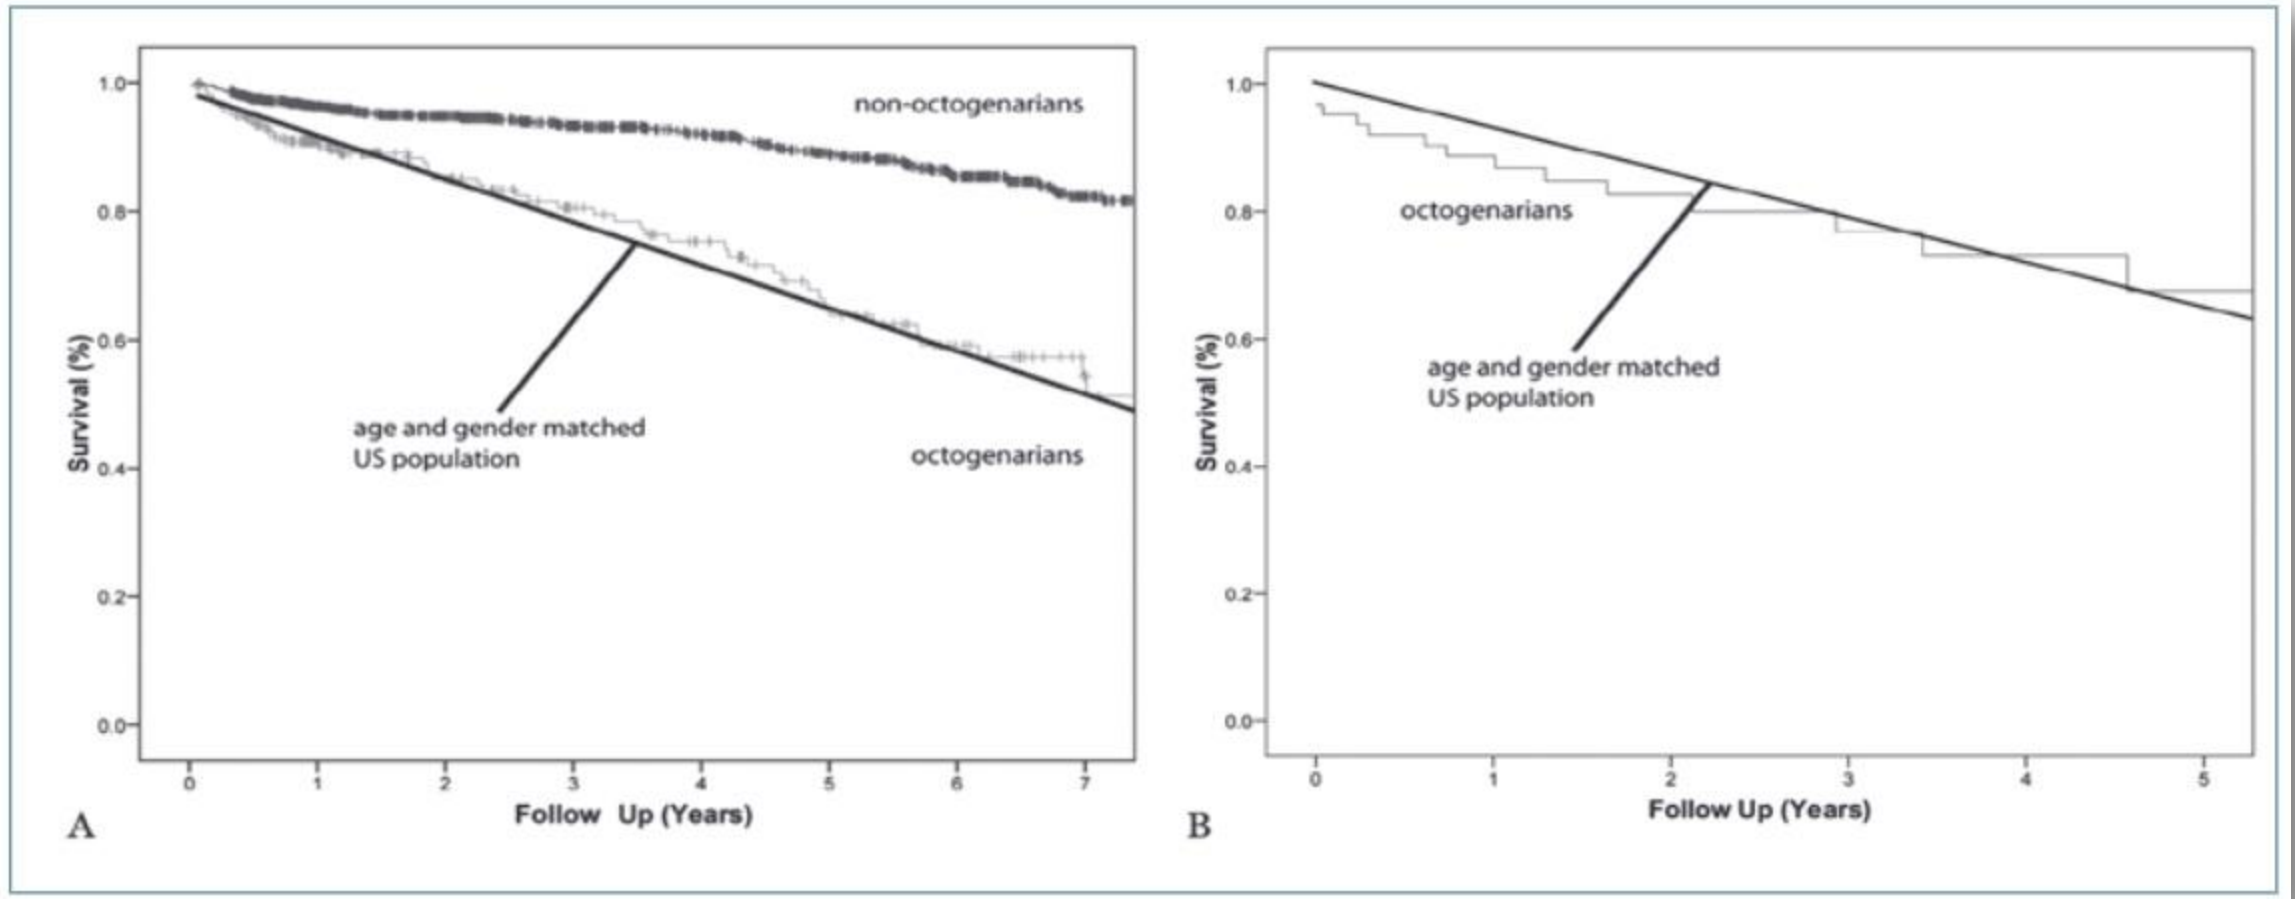 1.0
0.8
0.6
0.4
0.2
0.0
Survival (%)
non-octogenarians
age and gender matched
US population
octogenarians
0 1 2 3 4 5 6 7
Follow Up (Years)
A
1.0
0.8
0.6
0.4
0.2
0.0
Survival (%)
octogenarians
age and gender matched
US population
0 1 2 3 4 5
Follow Up (Years)
B